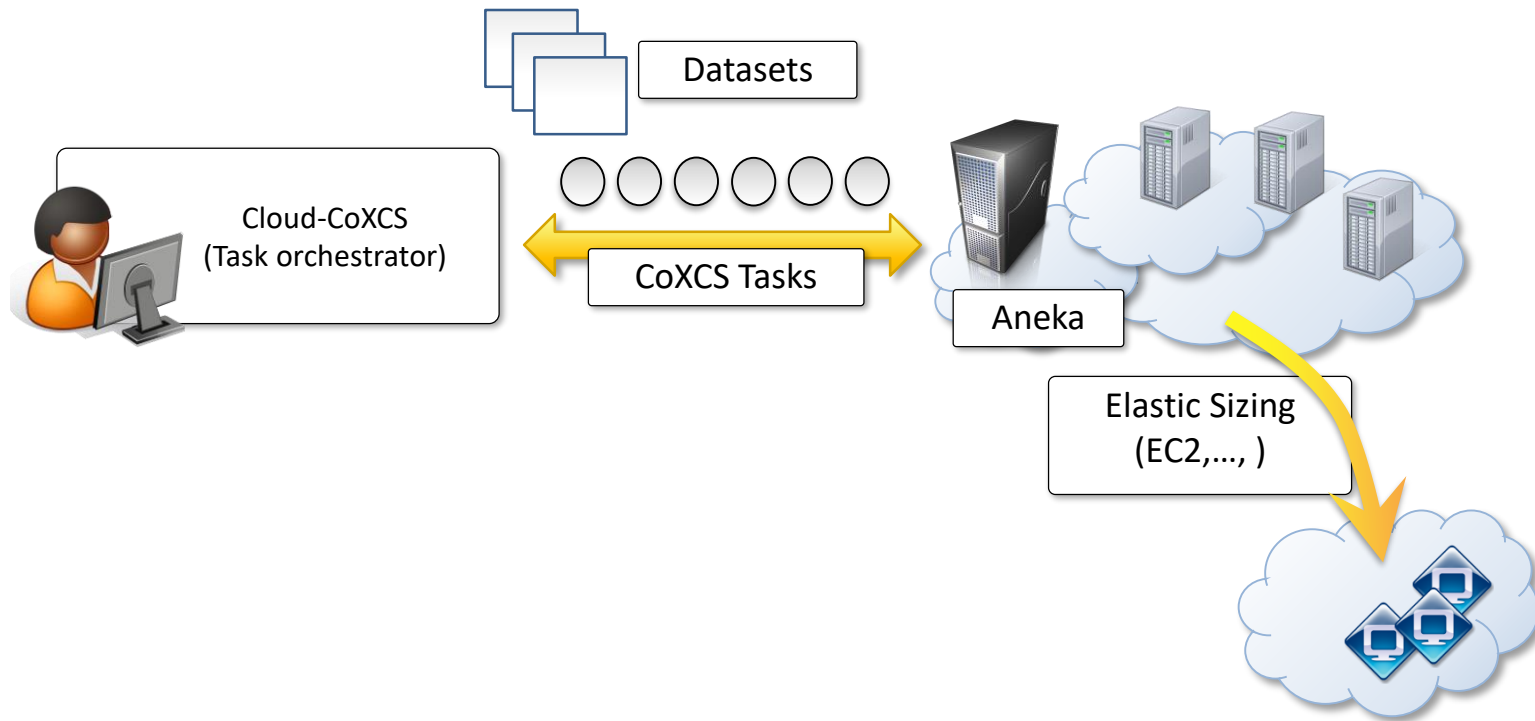 Datasets
Cloud-CoXCS
(Task orchestrator)
CoXCS Tasks
Aneka
Elastic Sizing
(EC2,..., )